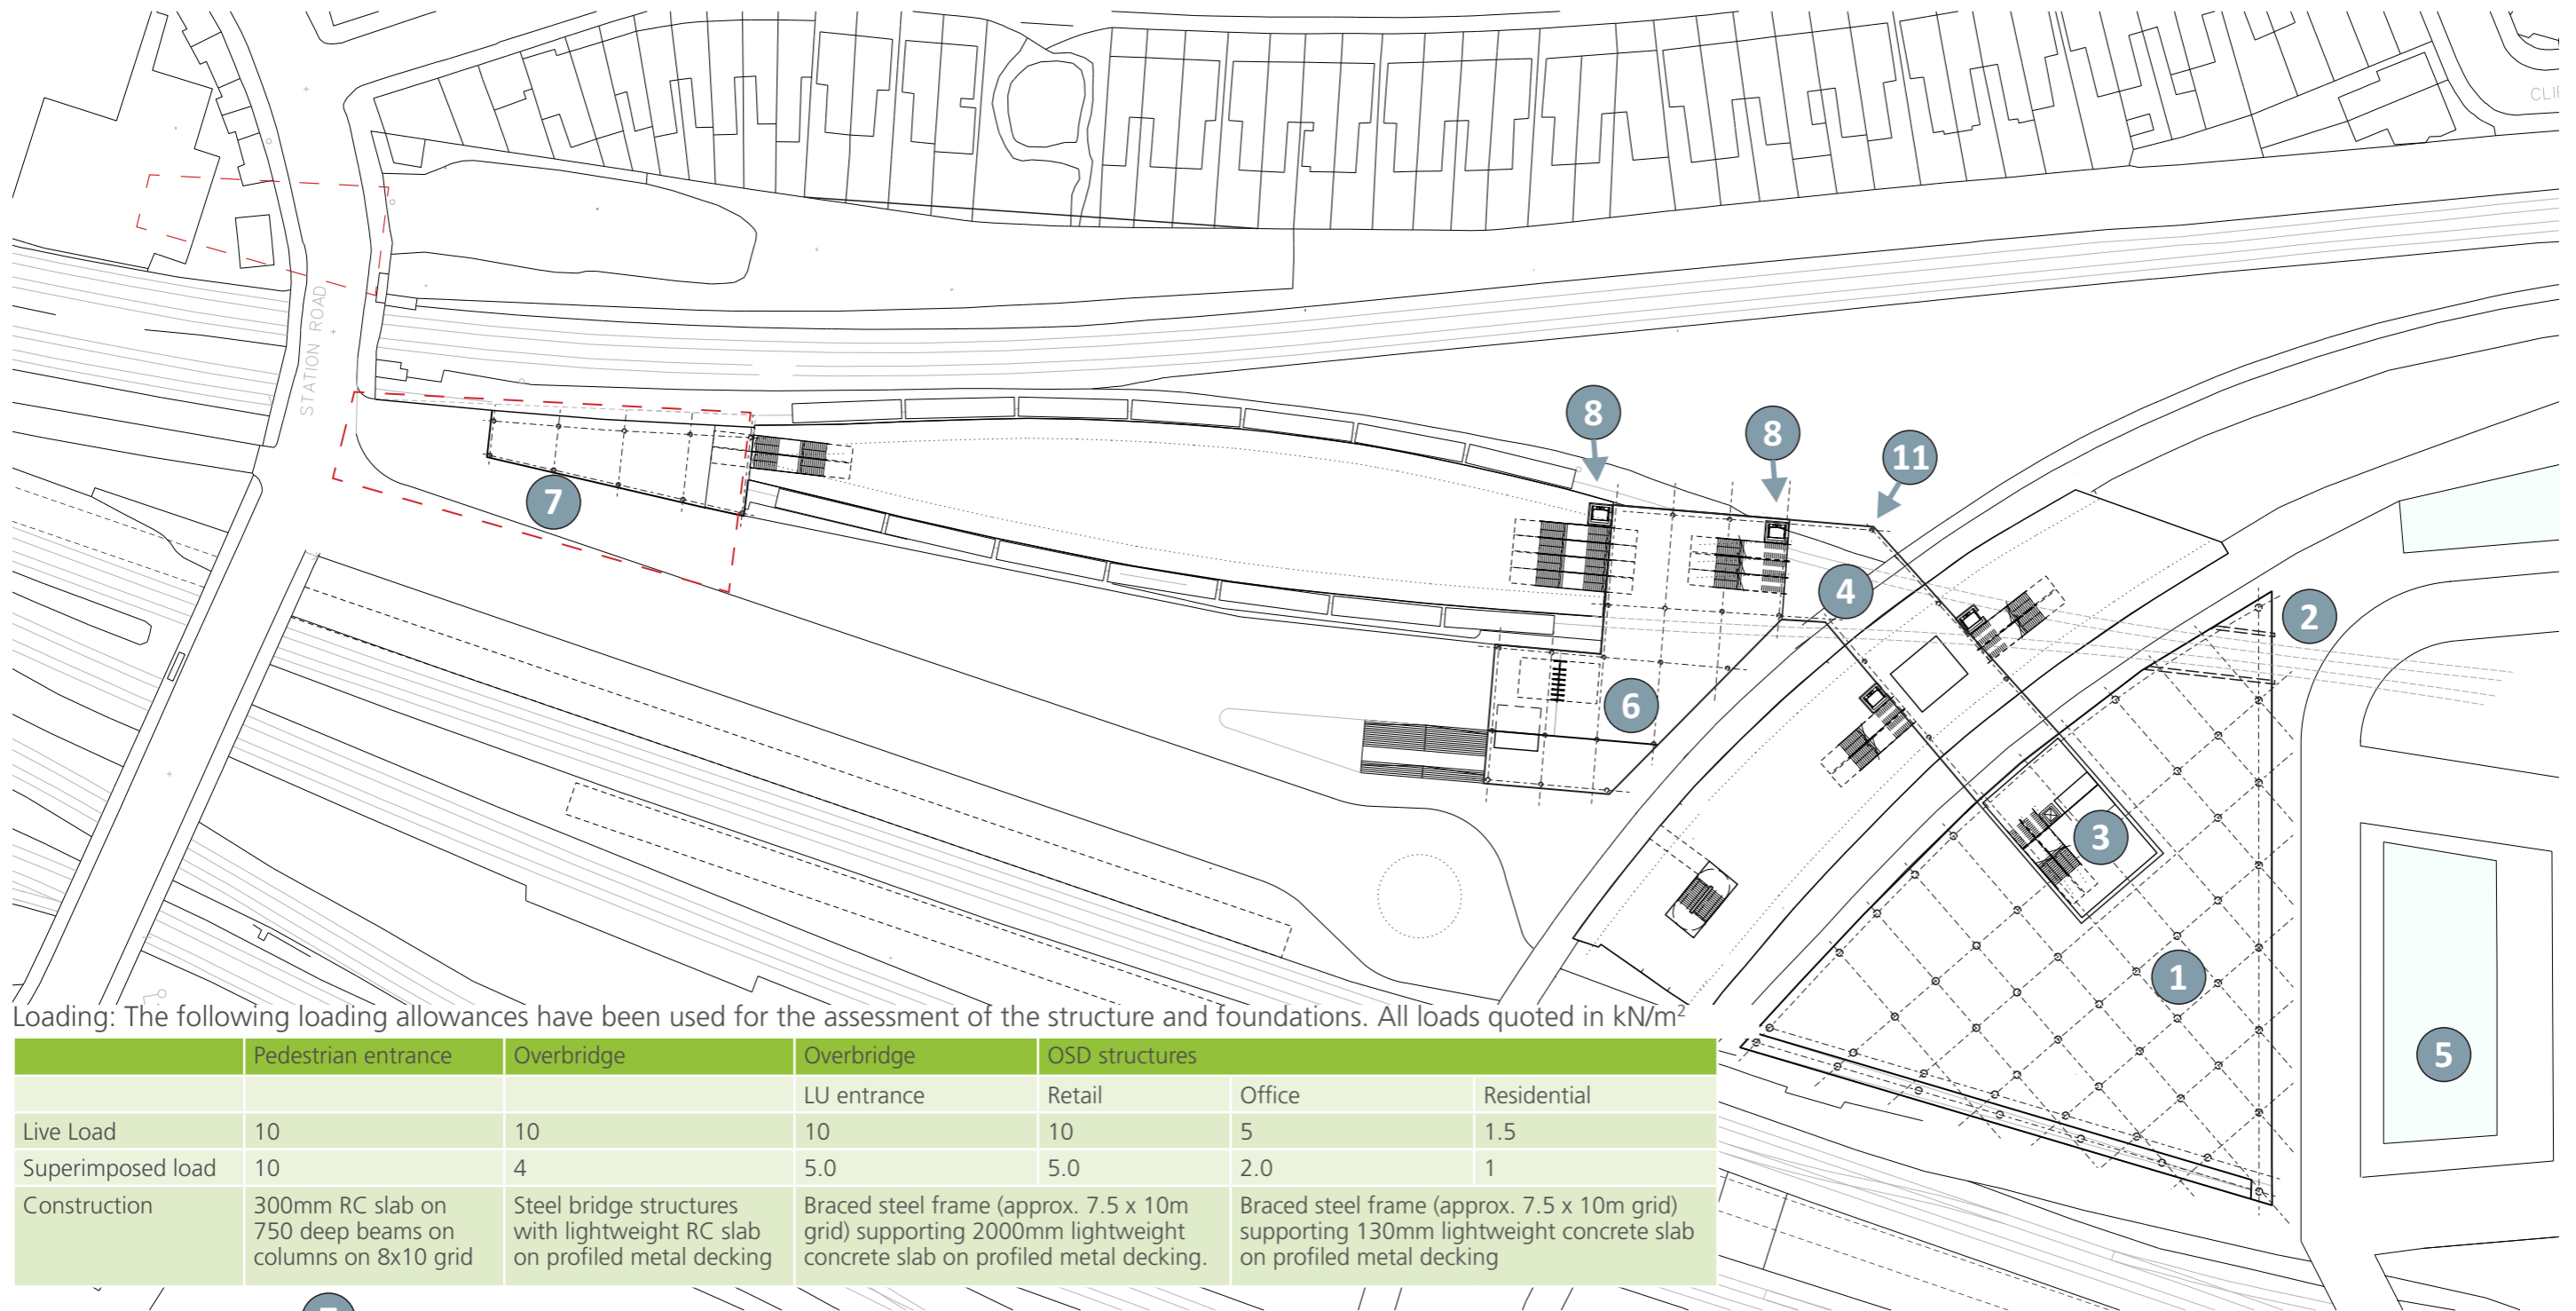 CLI
STATION ROAD
8
8
11
7
4
2
6
3
1
5
Loading: The following loading allowances have been used for the assessment of the structure and foundations. All loads quoted in kN/m²
Pedestrian entrance Overbridge Overbridge OSD structures
LU entrance Retail Office Residential
Live Load 10 10 10 10 5 1.5
Superimposed load 10 4 5.0 5.0 2.0 1
Construction 300mm RC slab on Steel bridge structures Braced steel frame (approx. 7.5 x 10m Braced steel frame (approx. 7.5 x 10m grid)
750 deep beams on with lightweight RC slab grid) supporting 2000mm lightweight supporting 130mm lightweight concrete slab
columns on 8x10 grid on profiled metal decking concrete slab on profiled metal decking. on profiled metal decking